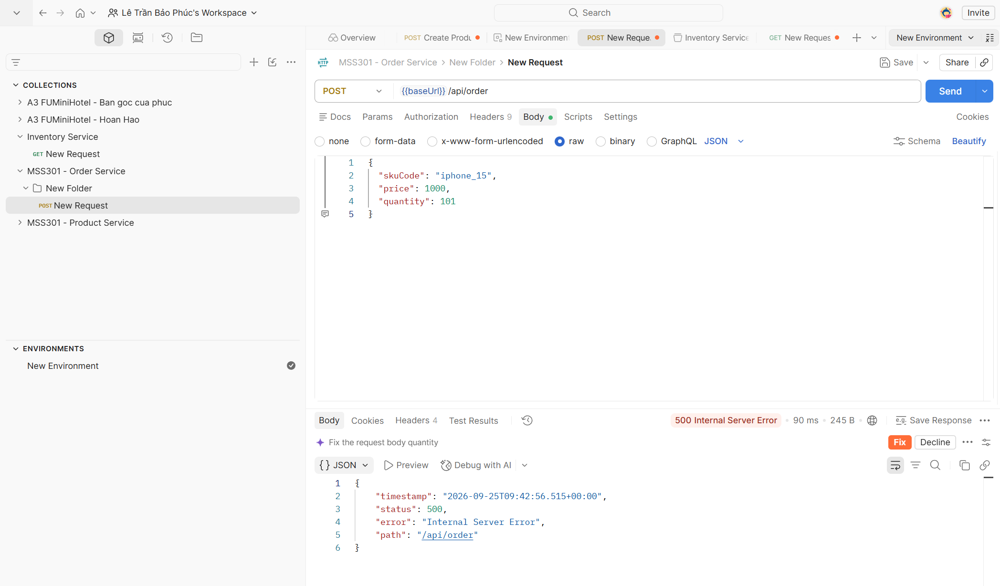 Lê Trần Bảo Phúc's Workspace
Search
Invite
Overview
POST Create Produ
New Environmen
POST New Reque
Inventory Service
GET New Reques
New Environment
COLLECTIONS
A3 FUMiniHotel - Ban goc cua phuc
A3 FUMiniHotel - Hoan Hao
Inventory Service
GET New Request
MSS301 - Order Service
New Folder
POST New Request
MSS301 - Product Service
ENVIRONMENTS
New Environment
HTTP MSS301 - Order Service > New Folder > New Request
Save
Share
POST
{{baseUrl}} /api/order
Send
Docs
Params
Authorization
Headers 9
Body
Scripts
Settings
Cookies
none
form-data
x-www-form-urlencoded
raw
binary
GraphQL
JSON
Schema
Beautify
1 {
2 "skuCode": "iphone_15",
3 "price": 1000,
4 "quantity": 101
5 }
Body
Cookies
Headers 4
Test Results
500 Internal Server Error
90 ms
245 B
e.g. Save Response
Fix the request body quantity
Fix
Decline
{} JSON
Preview
Debug with AI
1 {
2 "timestamp": "2026-09-25T09:42:56.515+00:00",
3 "status": 500,
4 "error": "Internal Server Error",
5 "path": "/api/order"
6 }